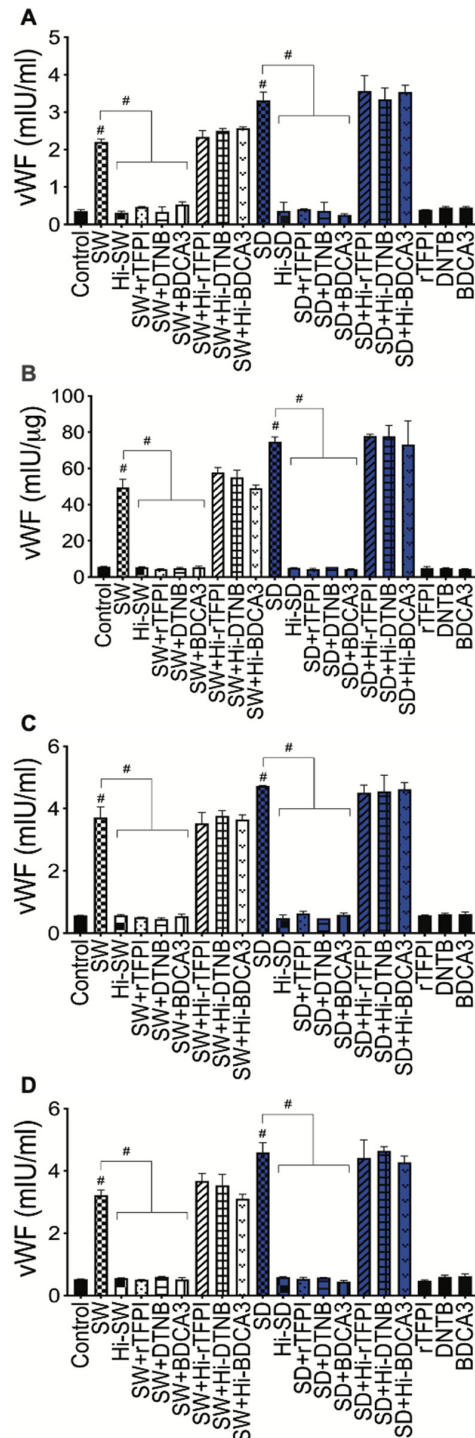 A
vWF (mIU/ml)
5
4
3
2
1
0
#
#
#
#
Control
SW
Hi-SW
SW+rTFPI
SW+DTNB
SW+BDCA3
SW+Hi-rTFPI
SW+Hi-DTNB
SW+Hi-BDCA3
SD
Hi-SD
SD+rTFPI
SD+DTNB
SD+BDCA3
SD+Hi-rTFPI
SD+Hi-DTNB
SD+Hi-BDCA3
rTFPI
DNTB
BDCA3
B
vWF (mIU/µg)
100
80
60
40
20
0
#
#
#
#
Control
SW
Hi-SW
SW+rTFPI
SW+DTNB
SW+BDCA3
SW+Hi-rTFPI
SW+Hi-DTNB
SW+Hi-BDCA3
SD
Hi-SD
SD+rTFPI
SD+DTNB
SD+BDCA3
SD+Hi-rTFPI
SD+Hi-DTNB
SD+Hi-BDCA3
rTFPI
DNTB
BDCA3
C
vWF (mIU/ml)
6
4
2
0
#
#
#
#
Control
SW
Hi-SW
SW+rTFPI
SW+DTNB
SW+BDCA3
SW+Hi-rTFPI
SW+Hi-DTNB
SW+Hi-BDCA3
SD
Hi-SD
SD+rTFPI
SD+DTNB
SD+BDCA3
SD+Hi-rTFPI
SD+Hi-DTNB
SD+Hi-BDCA3
rTFPI
DNTB
BDCA3
D
vWF (mIU/ml)
6
4
2
0
#
#
#
#
Control
SW
Hi-SW
SW+rTFPI
SW+DTNB
SW+BDCA3
SW+Hi-rTFPI
SW+Hi-DTNB
SW+Hi-BDCA3
SD
Hi-SD
SD+rTFPI
SD+DTNB
SD+BDCA3
SD+Hi-rTFPI
SD+Hi-DTNB
SD+Hi-BDCA3
rTFPI
DNTB
BDCA3